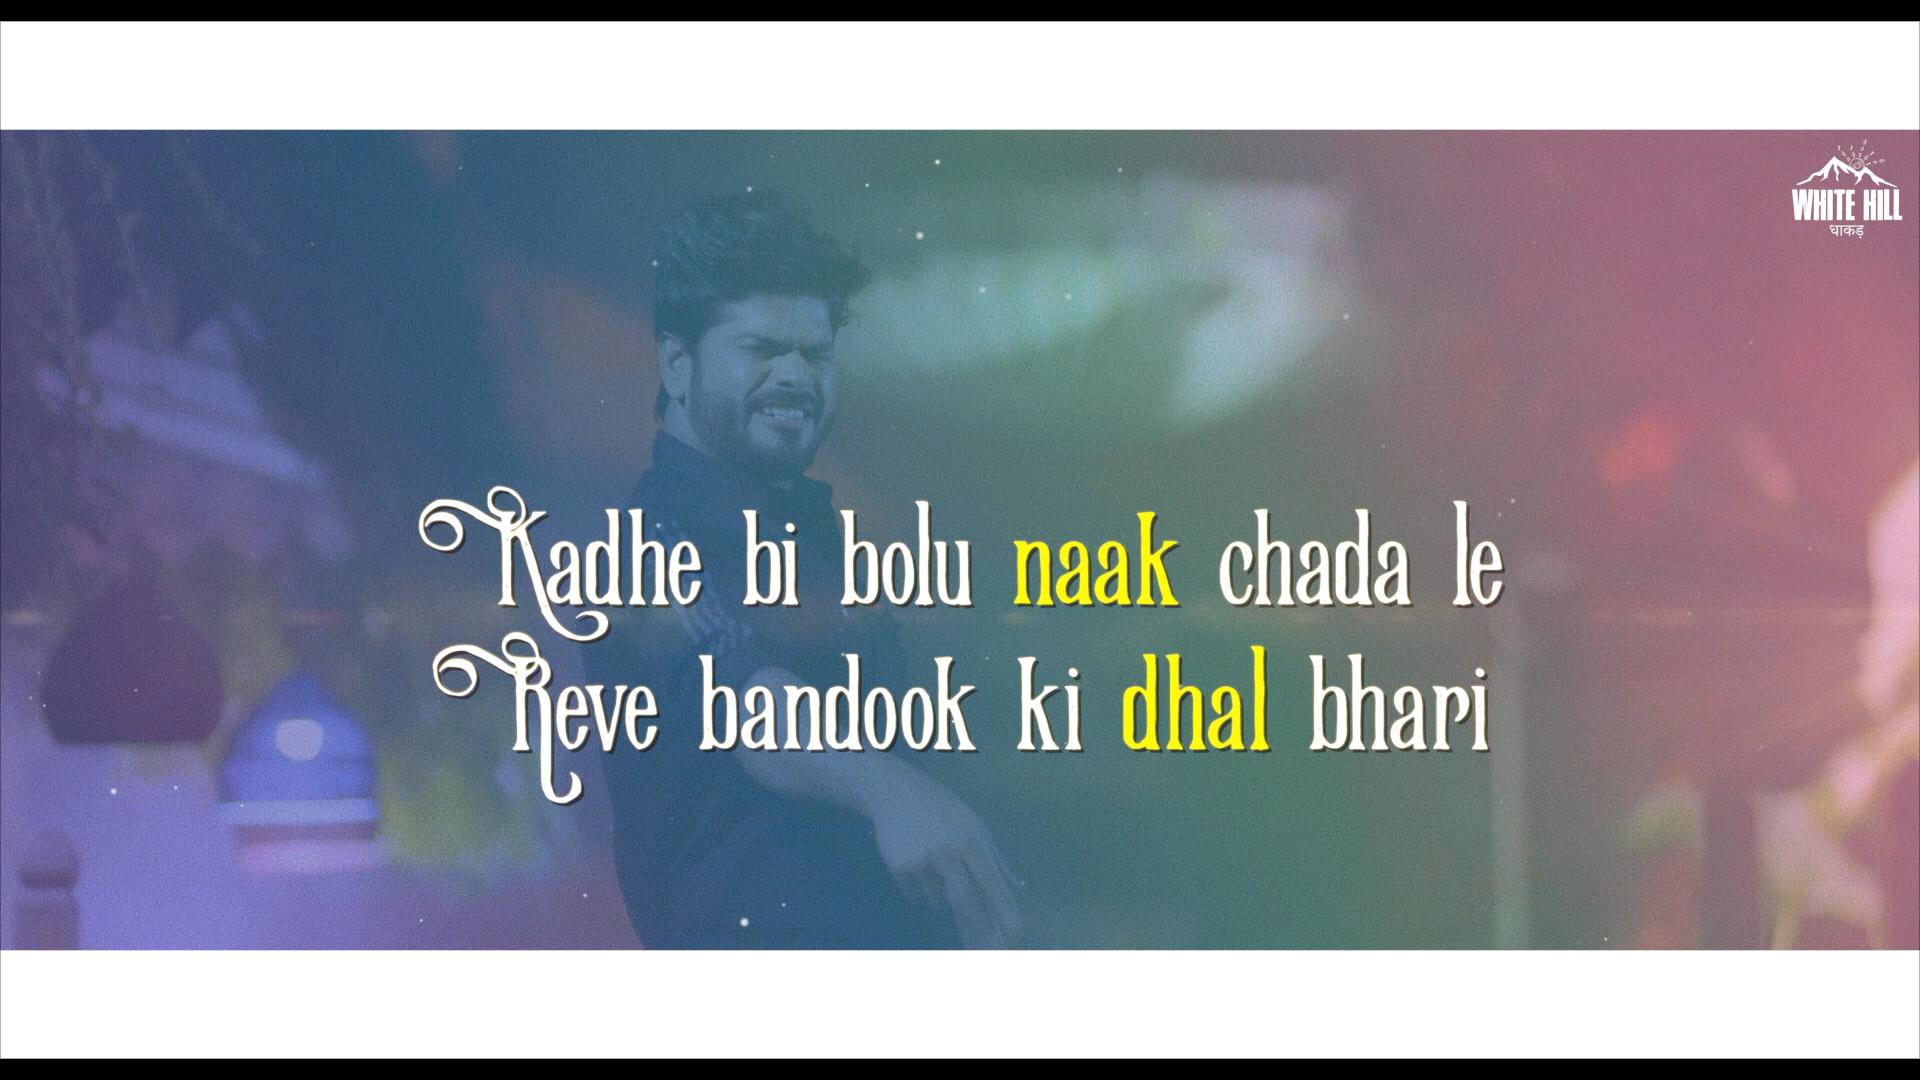 WHITE HILL
धाकड़
Kadhe bi bolu naak chada le
Reve bandook ki dhal bhari